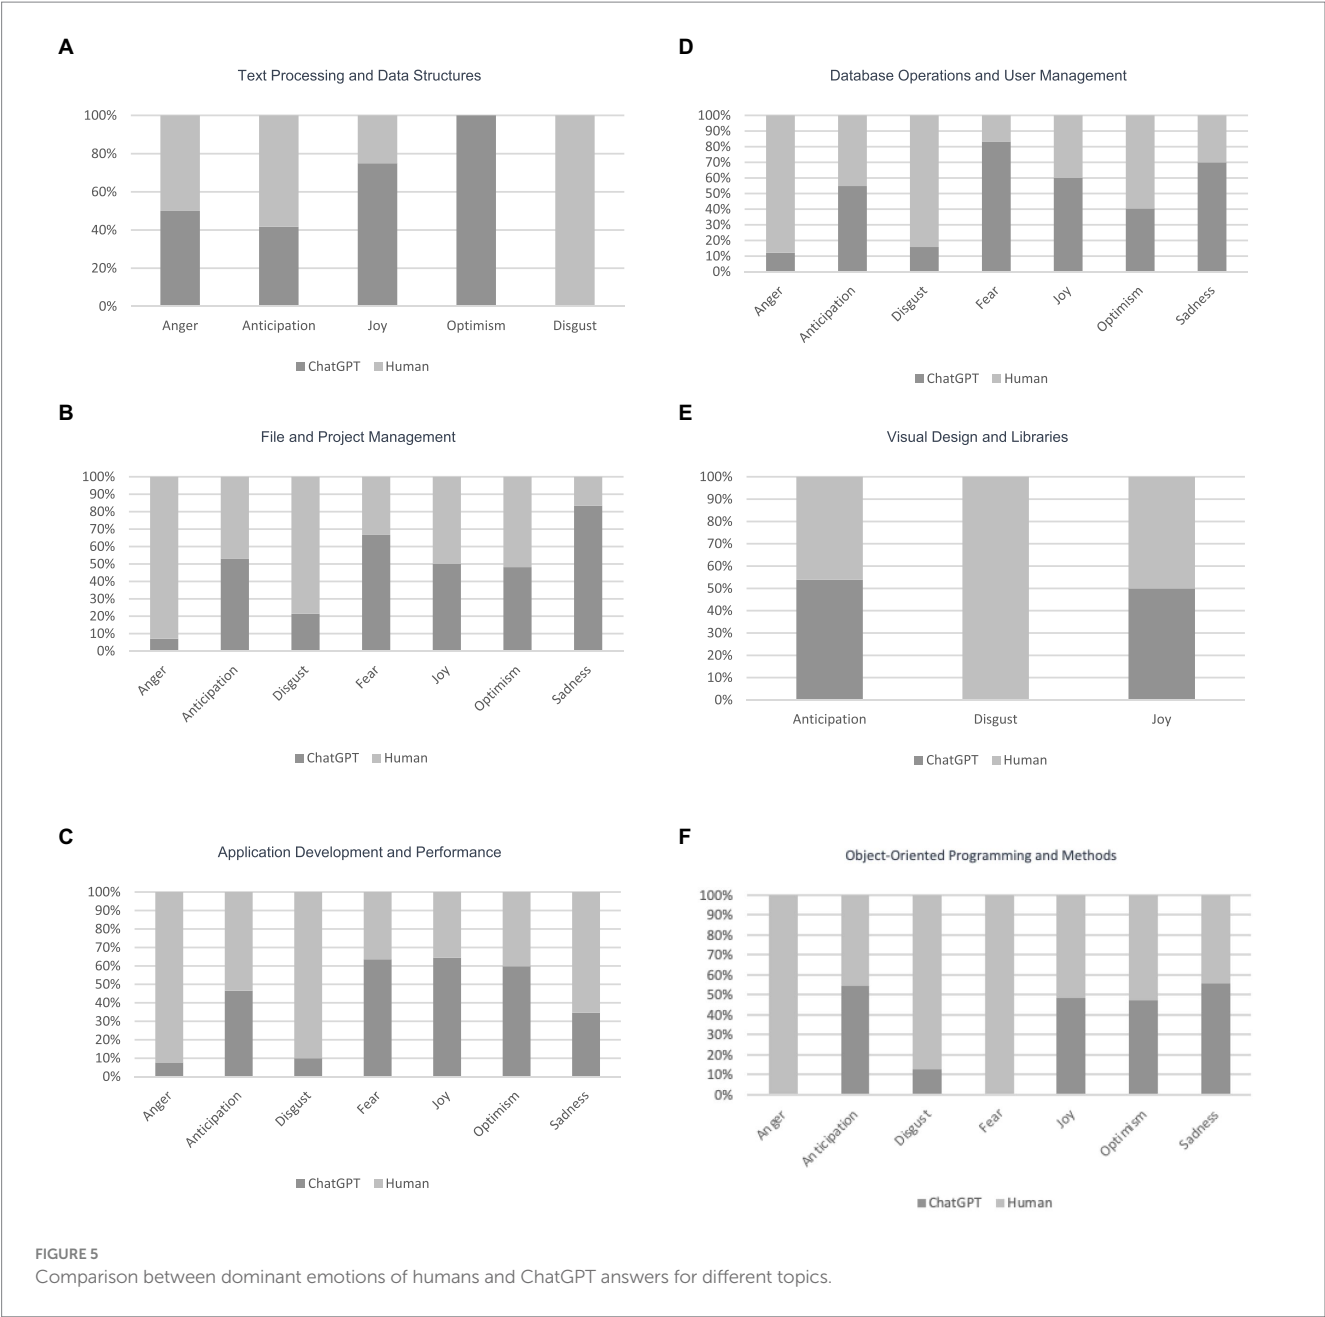 A
Text Processing and Data Structures
100%
80%
60%
40%
20%
0%
Anger Anticipation Joy Optimism Disgust
ChatGPT Human
B
File and Project Management
100%
90%
80%
70%
60%
50%
40%
30%
20%
10%
0%
Anger Anticipation Disgust Fear Joy Optimism Sadness
ChatGPT Human
C
Application Development and Performance
100%
90%
80%
70%
60%
50%
40%
30%
20%
10%
0%
Anger Anticipation Disgust Fear Joy Optimism Sadness
ChatGPT Human
D
Database Operations and User Management
100%
90%
80%
70%
60%
50%
40%
30%
20%
10%
0%
Anger Anticipation Disgust Fear Joy Optimism Sadness
ChatGPT Human
E
Visual Design and Libraries
100%
90%
80%
70%
60%
50%
40%
30%
20%
10%
0%
Anticipation Disgust Joy
ChatGPT Human
F
Object-Oriented Programming and Methods
100%
90%
80%
70%
60%
50%
40%
30%
20%
10%
0%
Anger Anticipation Disgust Fear Joy Optimism Sadness
ChatGPT Human
FIGURE 5
Comparison between dominant emotions of humans and ChatGPT answers for different topics.